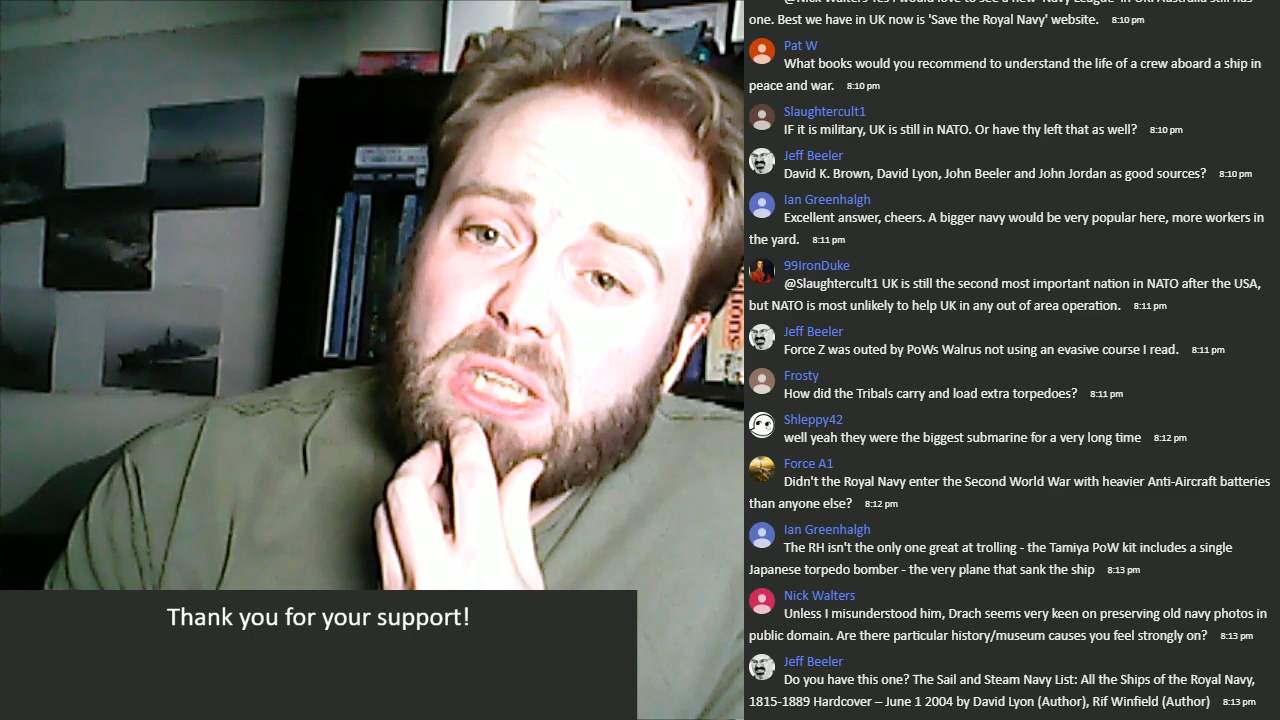 @Nick Walters Yes I would love to see a new 'Navy League' in UK. Australia still has
one. Best we have in UK now is 'Save the Royal Navy' website. 8:10 pm
Pat W
What books would you recommend to understand the life of a crew aboard a ship in
peace and war. 8:10 pm
Slaughtercult1
IF it is military, UK is still in NATO. Or have thy left that as well? 8:10 pm
Jeff Beeler
David K. Brown, David Lyon, John Beeler and John Jordan as good sources? 8:10 pm
Ian Greenhalgh
Excellent answer, cheers. A bigger navy would be very popular here, more workers in
the yard. 8:11 pm
99IronDuke
@Slaughtercult1 UK is still the second most important nation in NATO after the USA,
but NATO is most unlikely to help UK in any out of area operation. 8:11 pm
Jeff Beeler
Force Z was outed by PoWs Walrus not using an evasive course I read. 8:11 pm
Frosty
How did the Tribals carry and load extra torpedoes? 8:11 pm
Shleppy42
well yeah they were the biggest submarine for a very long time 8:12 pm
Force A1
Didn't the Royal Navy enter the Second World War with heavier Anti-Aircraft batteries
than anyone else? 8:12 pm
Ian Greenhalgh
The RH isn't the only one great at trolling - the Tamiya PoW kit includes a single
Japanese torpedo bomber - the very plane that sank the ship 8:13 pm
Nick Walters
Unless I misunderstood him, Drach seems very keen on preserving old navy photos in
public domain. Are there particular history/museum causes you feel strongly on? 8:13 pm
Jeff Beeler
Do you have this one? The Sail and Steam Navy List: All the Ships of the Royal Navy,
1815-1889 Hardcover – June 1 2004 by David Lyon (Author), Rif Winfield (Author) 8:13 pm
Thank you for your support!